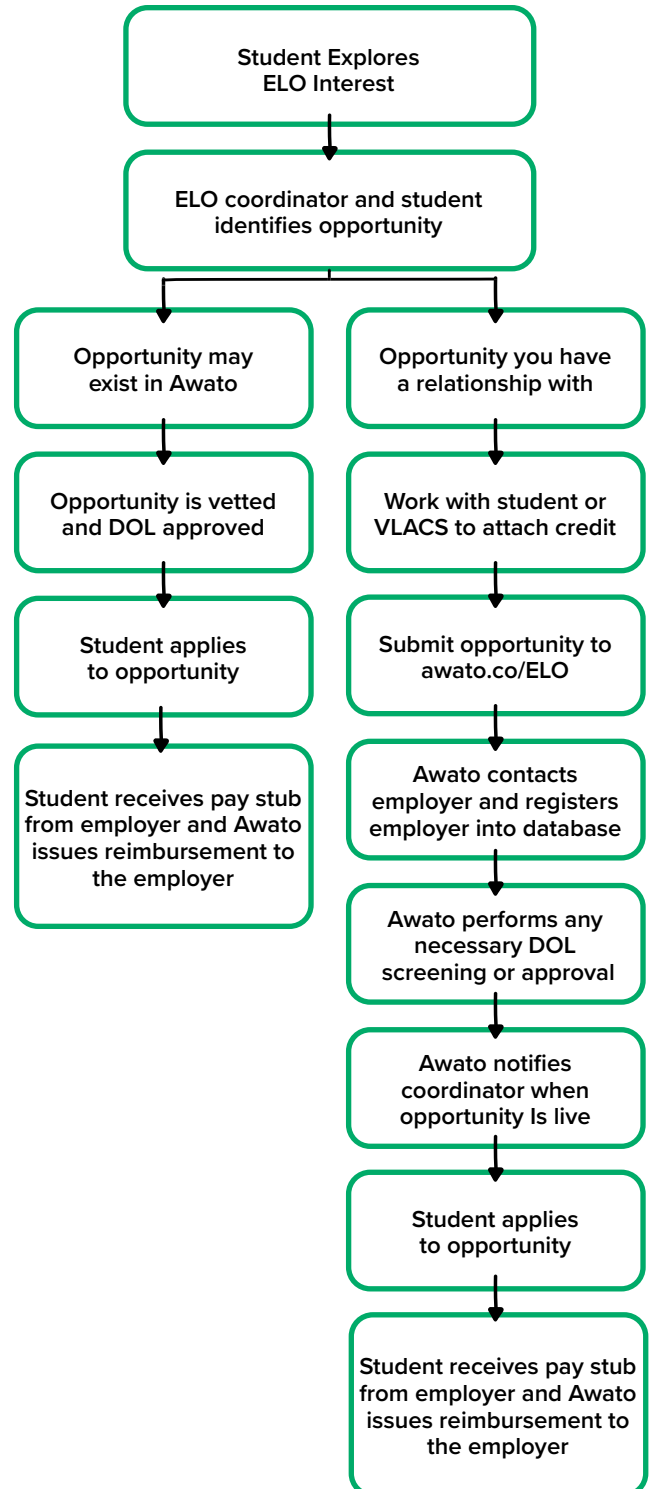 Student Explores
ELO Interest
ELO coordinator and student
identifies opportunity
Opportunity may
exist in Awato
Opportunity is vetted
and DOL approved
Student applies
to opportunity
Student receives pay stub
from employer and Awato
issues reimbursement to
the employer
Opportunity you have
a relationship with
Work with student or
VLACS to attach credit
Submit opportunity to
awato.co/ELO
Awato contacts
employer and registers
employer into database
Awato performs any
necessary DOL
screening or approval
Awato notifies
coordinator when
opportunity Is live
Student applies
to opportunity
Student receives pay stub
from employer and Awato
issues reimbursement to
the employer